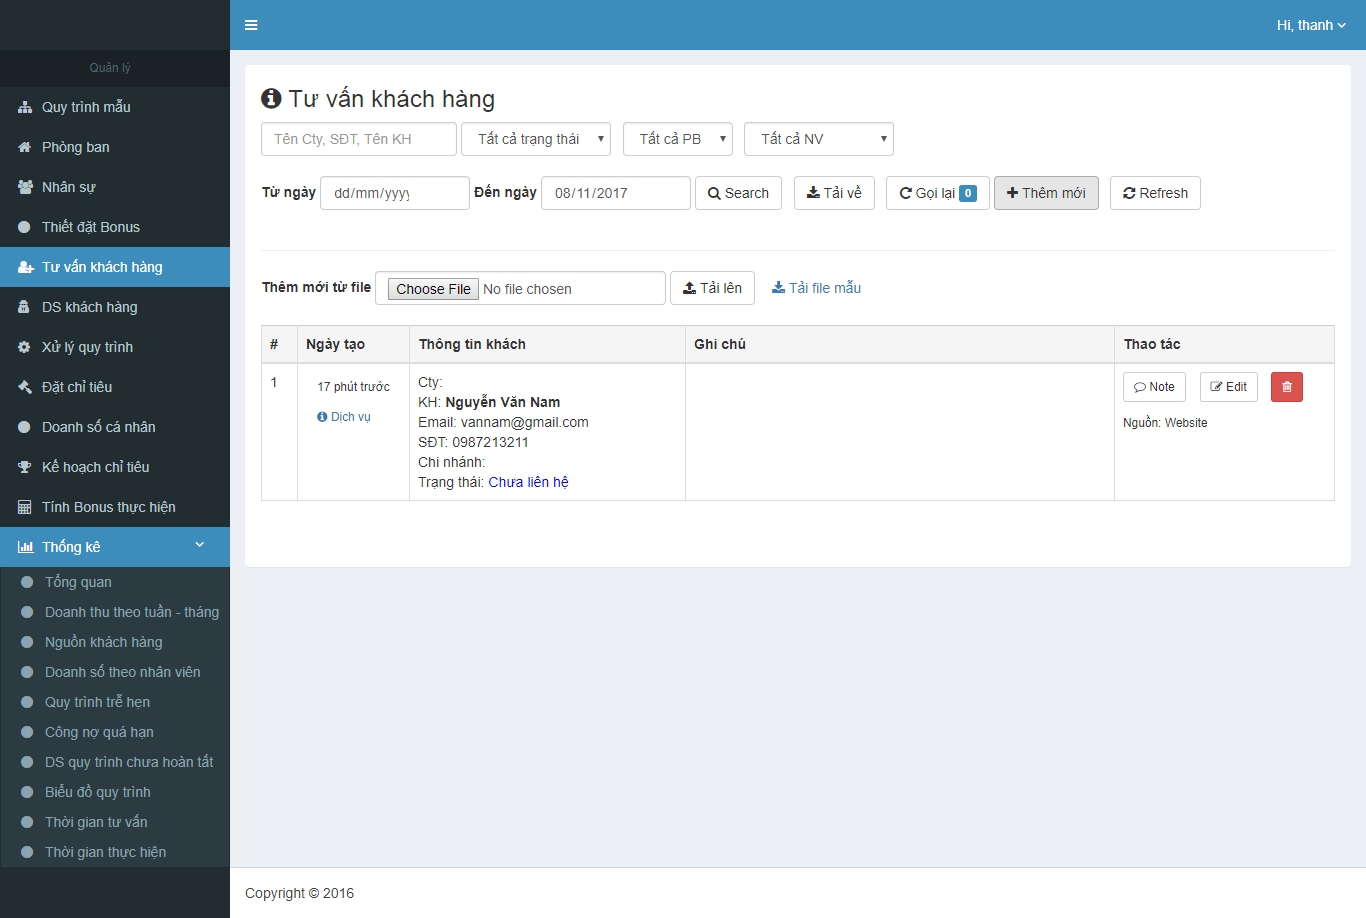 Hi, thanh
Quản lý
Quy trình mẫu
Phòng ban
Nhân sự
Thiết đặt Bonus
Tư vấn khách hàng
DS khách hàng
Xử lý quy trình
Đặt chỉ tiêu
Doanh số cá nhân
Kế hoạch chỉ tiêu
Tính Bonus thực hiện
Thống kê
Tổng quan
Doanh thu theo tuần - tháng
Nguồn khách hàng
Doanh số theo nhân viên
Quy trình trễ hẹn
Công nợ quá hạn
DS quy trình chưa hoàn tất
Biểu đồ quy trình
Thời gian tư vấn
Thời gian thực hiện
Tư vấn khách hàng
Tên Cty, SĐT, Tên KH Tất cả trạng thái Tất cả PB Tất cả NV
Từ ngày dd/mm/yyyy Đến ngày 08/11/2017 Search Tải về Gọi lại 0 Thêm mới Refresh
Thêm mới từ file Choose File No file chosen Tải lên Tải file mẫu
# Ngày tạo Thông tin khách Ghi chú Thao tác
1 17 phút trước Cty: Note Edit
Dịch vụ KH: Nguyễn Văn Nam
Email: vannam@gmail.com Nguồn: Website
SĐT: 0987213211
Chi nhánh:
Trạng thái: Chưa liên hệ
Copyright © 2016